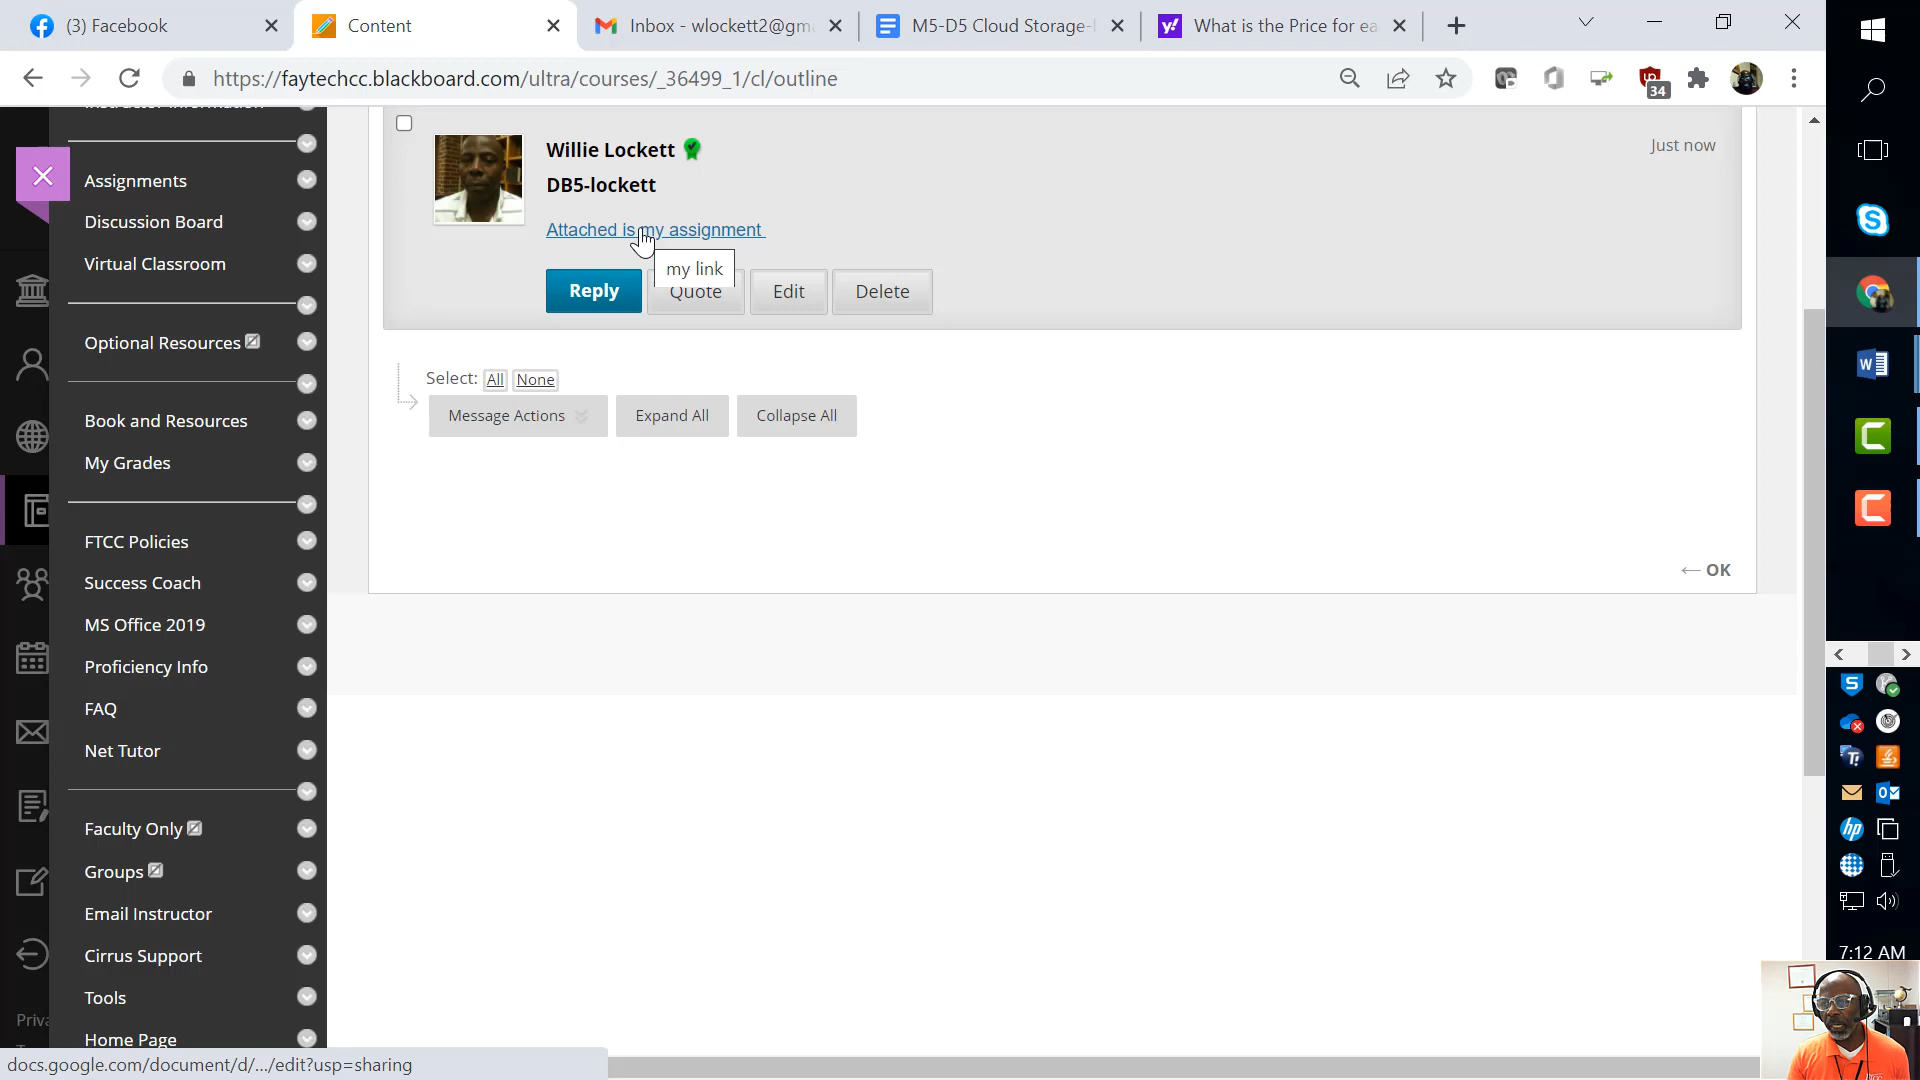 (3) Facebook
Content
Inbox - wlockett2@gm
M5-D5 Cloud Storage-
What is the Price for ea
https://faytechcc.blackboard.com/ultra/courses/_36499_1/cl/outline
34
Willie Lockett
Just now
DB5-lockett
Attached is my assignment
my link
Reply
Quote
Edit
Delete
Select: All None
Message Actions
Expand All
Collapse All
OK
Assignments
Discussion Board
Virtual Classroom
Optional Resources
Book and Resources
My Grades
FTCC Policies
Success Coach
MS Office 2019
Proficiency Info
FAQ
Net Tutor
Faculty Only
Groups
Email Instructor
Cirrus Support
Tools
Home Page
Priva
docs.google.com/document/d/.../edit?usp=sharing
7:12 AM